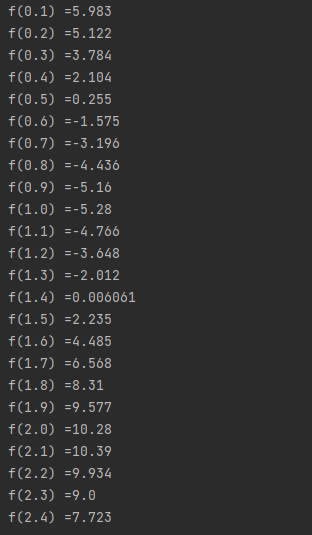 f(0.1) =5.983
f(0.2) =5.122
f(0.3) =3.784
f(0.4) =2.104
f(0.5) =0.255
f(0.6) =-1.575
f(0.7) =-3.196
f(0.8) =-4.436
f(0.9) =-5.16
f(1.0) =-5.28
f(1.1) =-4.766
f(1.2) =-3.648
f(1.3) =-2.012
f(1.4) =0.006061
f(1.5) =2.235
f(1.6) =4.485
f(1.7) =6.568
f(1.8) =8.31
f(1.9) =9.577
f(2.0) =10.28
f(2.1) =10.39
f(2.2) =9.934
f(2.3) =9.0
f(2.4) =7.723